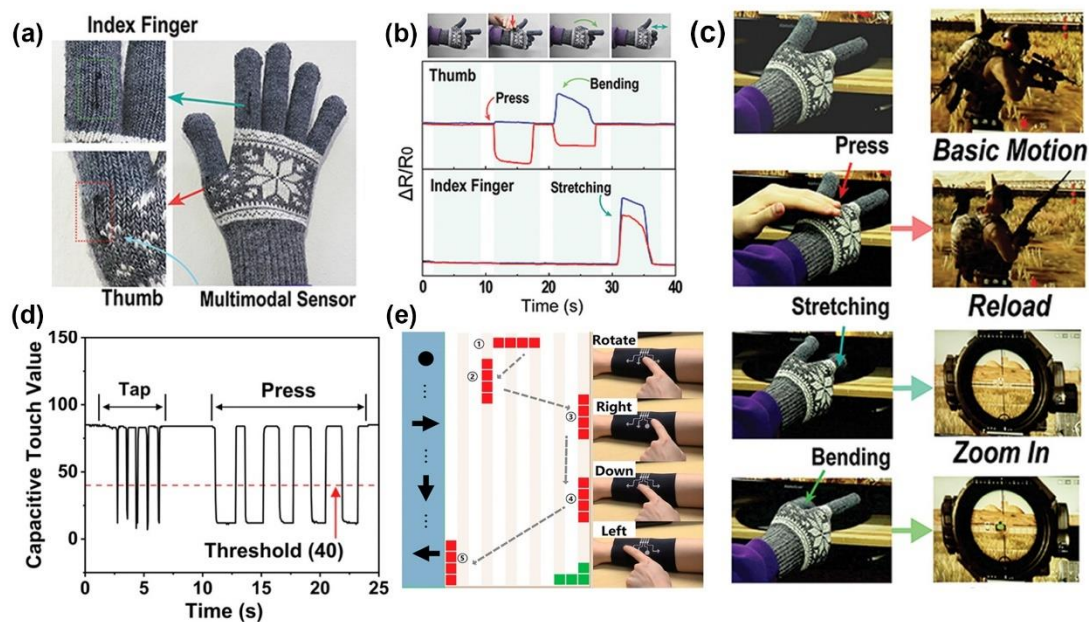 (a)
Index Finger
Thumb
Multimodal Sensor
(b)
Thumb
Press
Bending
Index Finger
Stretching
ΔR/R0
0 10 20 30 40
Time (s)
(c)
Press
Basic Motion
Stretching
Reload
Bending
Zoom In
(d)
150
100
50
0
Capacitive Touch Value
Tap
Press
Threshold (40)
0 5 10 15 20 25
Time (s)
(e)
①
②
③
④
⑤
Rotate
Right
Down
Left